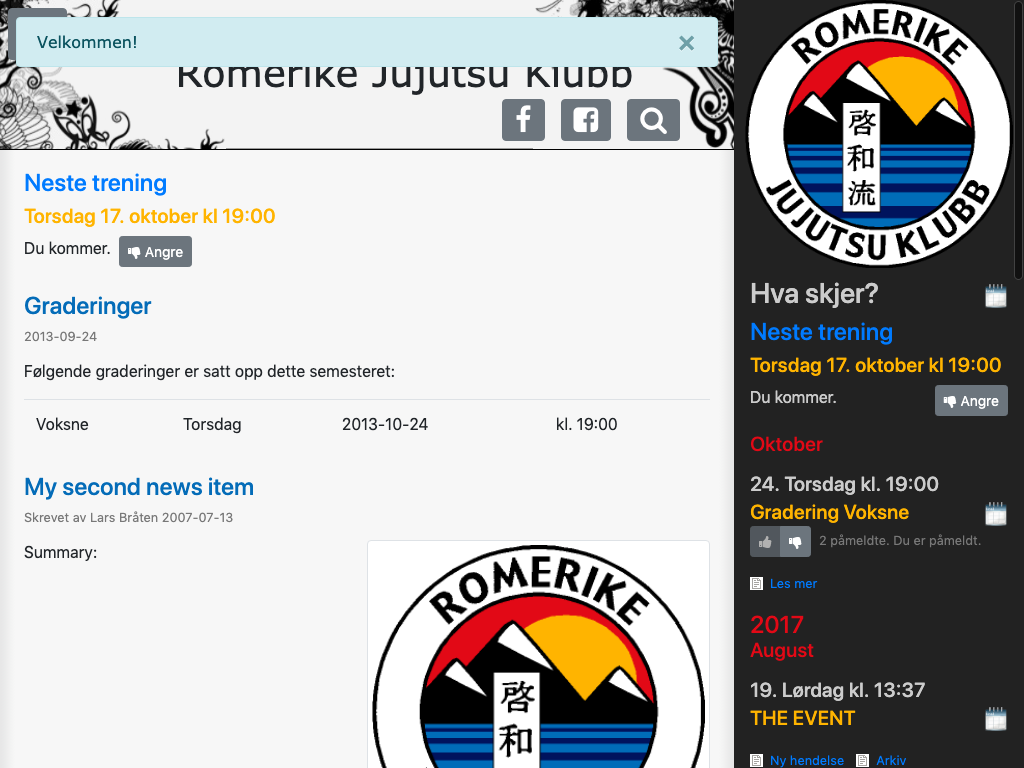 Velkommen! ×
Romerike Jujutsu Klubb
Neste trening
Torsdag 17. oktober kl 19:00
Du kommer. Angre
Graderinger
2013-09-24
Følgende graderinger er satt opp dette semesteret:
Voksne Torsdag 2013-10-24 kl. 19:00
My second news item
Skrevet av Lars Bråten 2007-07-13
Summary:
ROMERIKE
啓和
ROMERIKE
啓和流
JUJUTSU KLUBB
Hva skjer?
Neste trening
Torsdag 17. oktober kl 19:00
Du kommer. Angre
Oktober
24. Torsdag kl. 19:00
Gradering Voksne
2 påmeldte. Du er påmeldt.
Les mer
2017
August
19. Lørdag kl. 13:37
THE EVENT
Ny hendelse Arkiv